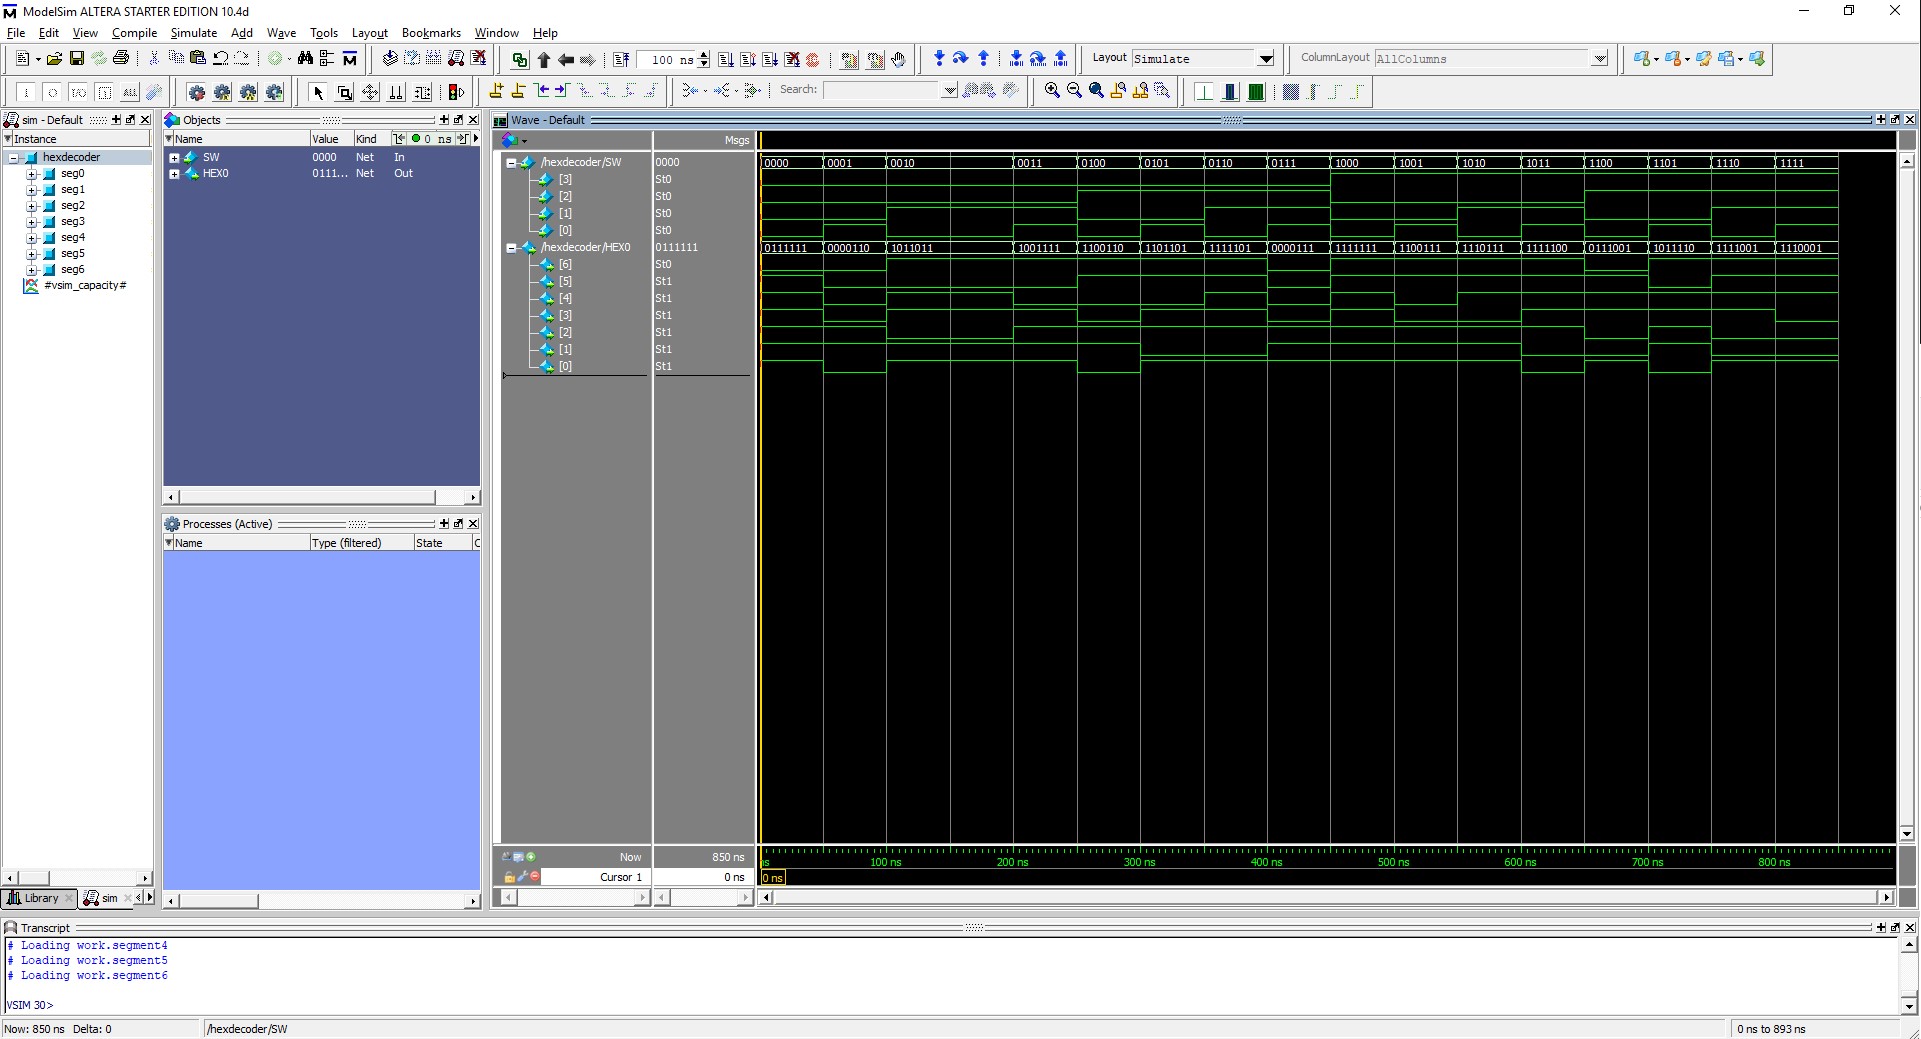 ModelSim ALTERA STARTER EDITION 10.4d
File Edit View Compile Simulate Add Wave Tools Layout Bookmarks Window Help
100 ns
Layout Simulate
ColumnLayout AllColumns
ALL
Search:
sim - Default
Instance
hexdecoder
seg0
seg1
seg2
seg3
seg4
seg5
seg6
#vsim_capacity#
Library
sim
Objects
Name Value Kind 0 ns
SW 0000 Net In
HEX0 0111... Net Out
Processes (Active)
Name Type (filtered) State C
Wave - Default
Msgs
/hexdecoder/SW 0000 0000 0001 0010 0011 0100 0101 0110 0111 1000 1001 1010 1011 1100 1101 1110 1111
[3] St0
[2] St0
[1] St0
[0] St0
/hexdecoder/HEX0 0111111 0111111 0000110 1011011 1001111 1100110 1101101 1111101 0000111 1111111 1100111 1110111 1111100 0111001 1011110 1111001 1110001
[6] St0
[5] St1
[4] St1
[3] St1
[2] St1
[1] St1
[0] St1
Now 850 ns ns 100 ns 200 ns 300 ns 400 ns 500 ns 600 ns 700 ns 800 ns
Cursor 1 0 ns 0 ns
Transcript
# Loading work.segment4
# Loading work.segment5
# Loading work.segment6
VSIM 30>
Now: 850 ns Delta: 0 /hexdecoder/SW 0 ns to 893 ns